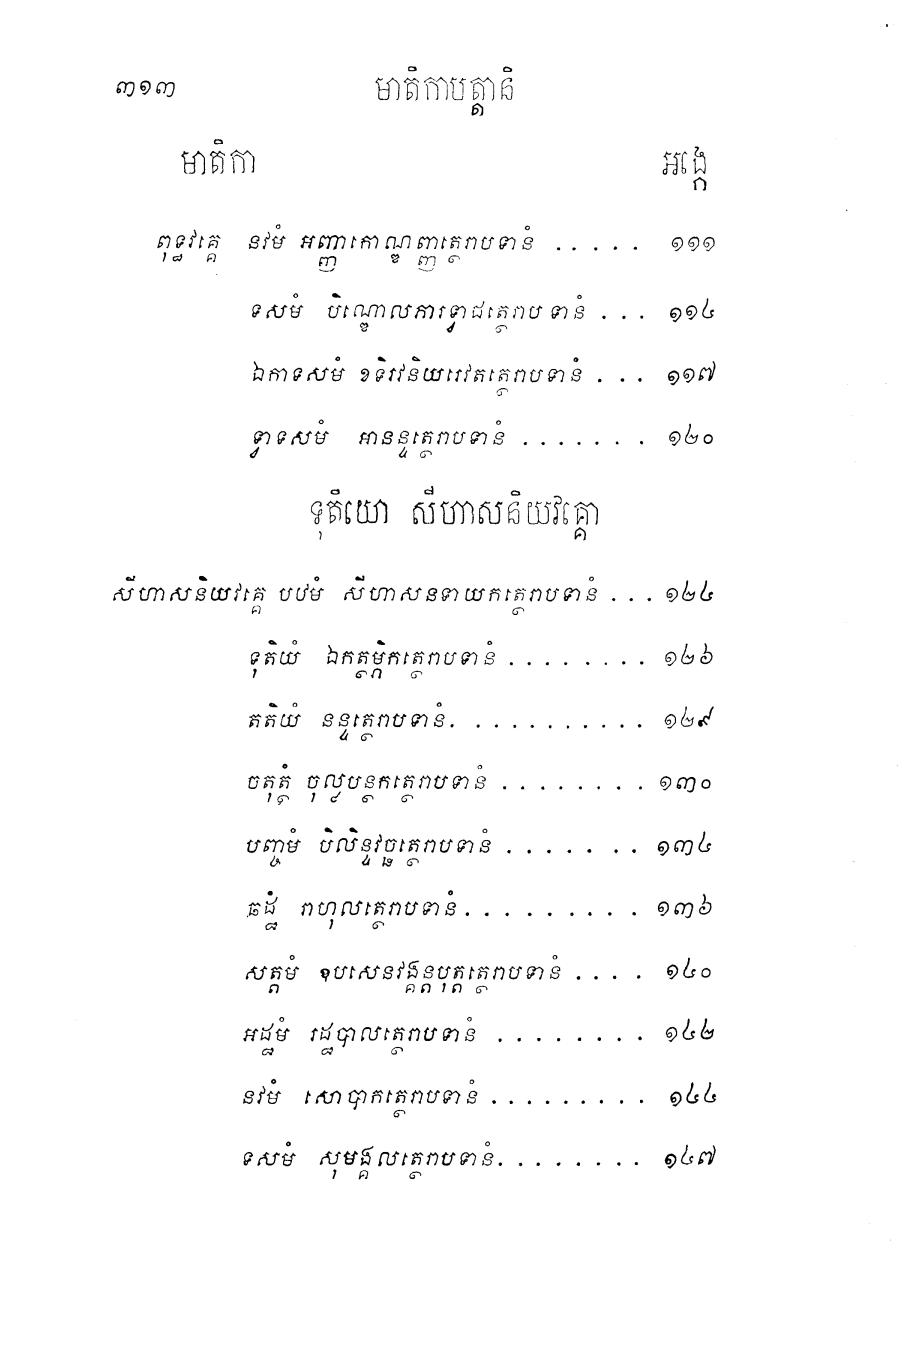 ៣១៣ មាតិកាបត្តានិ
មាតិកា អង្កេ
ពុទ្ធវគ្គេ នវមំ អញ្ញាកោណ្ឌញ្ញត្ថេរាបទានំ ..... ១១១
ទសមំ បិណ្ឌោលភារទ្វាជត្ថេរាបទានំ ... ១១៤
ឯកាទសមំ ខទិរវនិយរេវតត្ថេរាបទានំ ... ១១៧
ទ្វាទសមំ អានន្ទត្ថេរាបទានំ ....... ១២០
ទុតិយោ សីហាសនិយវគ្គោ
សីហាសនិយវគ្គេ បឋមំ សីហាសនទាយកត្ថេរាបទានំ ... ១២៤
ទុតិយំ ឯកត្ថម្ភិកត្ថេរាបទានំ ........ ១២៦
តតិយំ នន្ទត្ថេរាបទានំ. .......... ១២៩
ចតុត្ថំ ចុល្លបន្ថកត្ថេរាបទានំ ........ ១៣០
បញ្ចមំ បិលិន្ទវច្ឆត្ថេរាបទានំ ....... ១៣៤
ឆដ្ឋំ រាហុលត្ថេរាបទានំ......... ១៣៦
សត្តមំ ឧបសេនវង្គន្តបុត្តត្ថេរាបទានំ .... ១៤០
អដ្ឋមំ រដ្ឋបាលត្ថេរាបទានំ ........ ១៤២
នវមំ សោបាកត្ថេរាបទានំ ......... ១៤៤
ទសមំ សុមង្គលត្ថេរាបទានំ........ ១៤៧